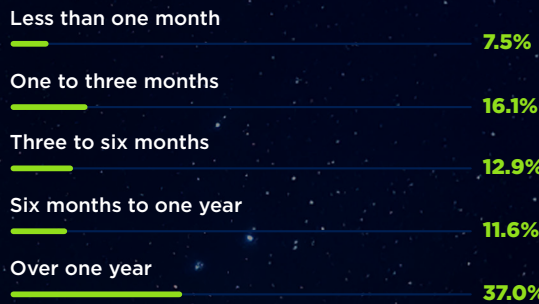 Less than one month
7.5%
One to three months
16.1%
Three to six months
12.9%
Six months to one year
11.6%
Over one year
37.0%